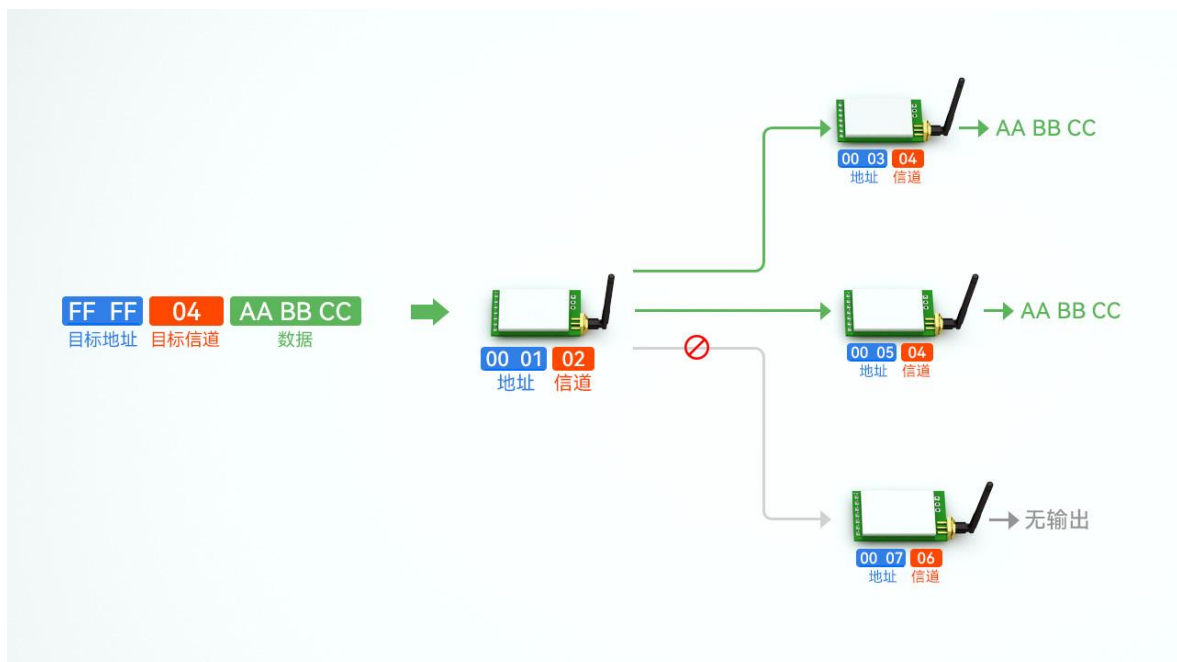 AA BB CC
00 03 04
地址 信道
FF FF 04 AA BB CC
目标地址 目标信道 数据
00 01 02
地址 信道
00 05 04
地址 信道
AA BB CC
00 07 06
地址 信道
无输出